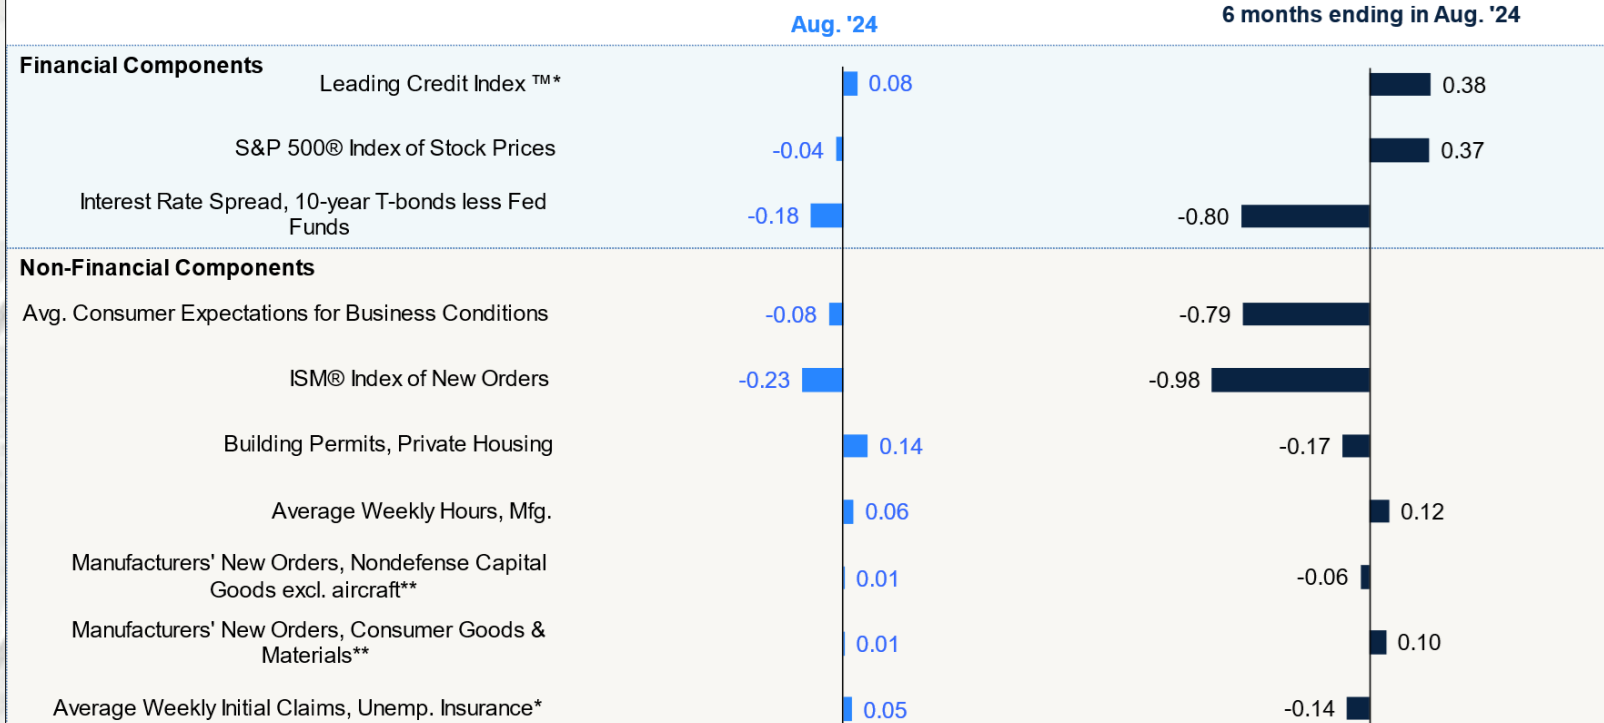 Aug. '24
6 months ending in Aug. '24
Financial Components
Leading Credit Index ™*
0.08
0.38
S&P 500® Index of Stock Prices
-0.04
0.37
Interest Rate Spread, 10-year T-bonds less Fed
Funds
-0.18
-0.80
Non-Financial Components
Avg. Consumer Expectations for Business Conditions
-0.08
-0.79
ISM® Index of New Orders
-0.23
-0.98
Building Permits, Private Housing
0.14
-0.17
Average Weekly Hours, Mfg.
0.06
0.12
Manufacturers' New Orders, Nondefense Capital
Goods excl. aircraft**
0.01
-0.06
Manufacturers' New Orders, Consumer Goods &
Materials**
0.01
0.10
Average Weekly Initial Claims, Unemp. Insurance*
0.05
-0.14